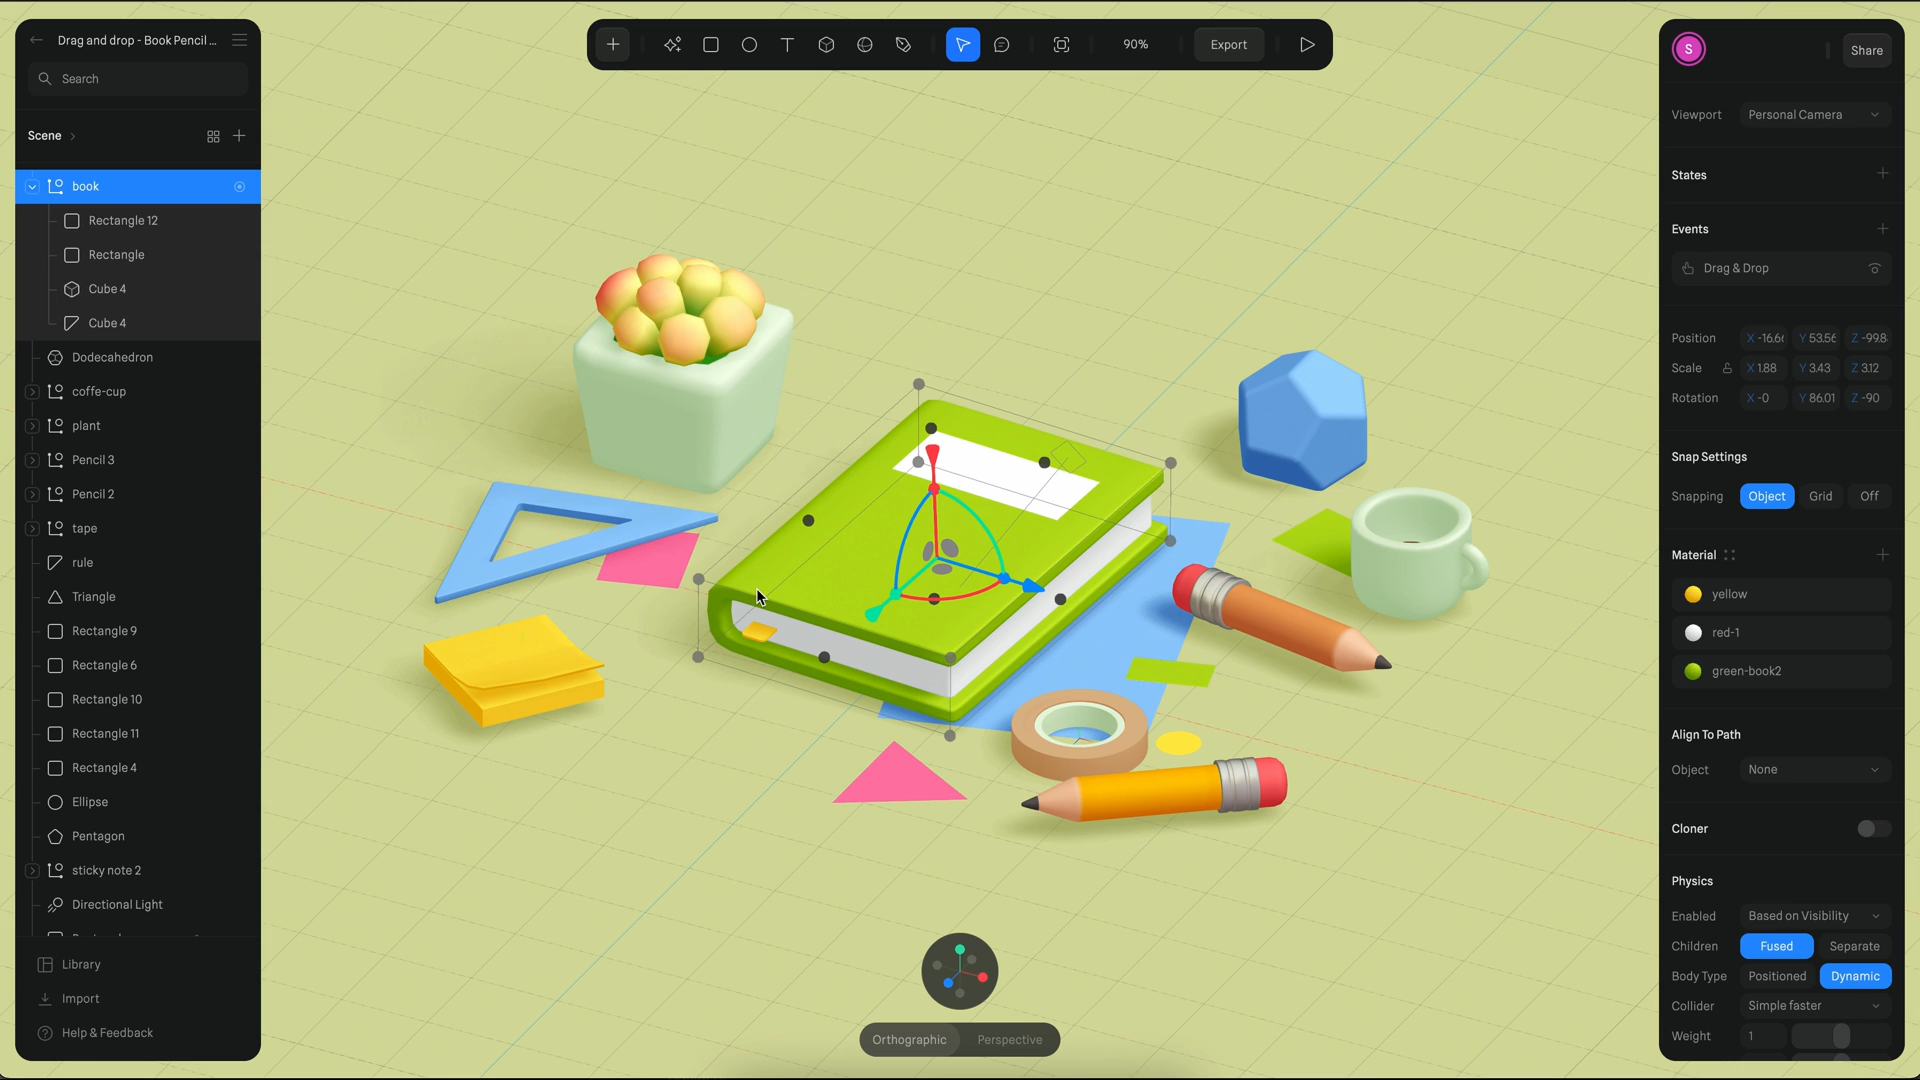 Drag and drop - Book Pencil ...
Search
Scene
book
Rectangle 12
Rectangle
Cube 4
Cube 4
Dodecahedron
coffe-cup
plant
Pencil 3
Pencil 2
tape
rule
Triangle
Rectangle 9
Rectangle 6
Rectangle 10
Rectangle 11
Rectangle 4
Ellipse
Pentagon
sticky note 2
Directional Light
Library
Import
Help & Feedback
T
90%
Export
Orthographic
Perspective
S
Share
Viewport Personal Camera
States
Events
Drag & Drop
Position X -16.6 Y 53.56 Z -99.8
Scale X 1.88 Y 3.43 Z 3.12
Rotation X -0 Y 86.01 Z -90
Snap Settings
Snapping Object Grid Off
Material
yellow
red-1
green-book2
Align To Path
Object None
Cloner
Physics
Enabled Based on Visibility
Children Fused Separate
Body Type Positioned Dynamic
Collider Simple faster
Weight 1